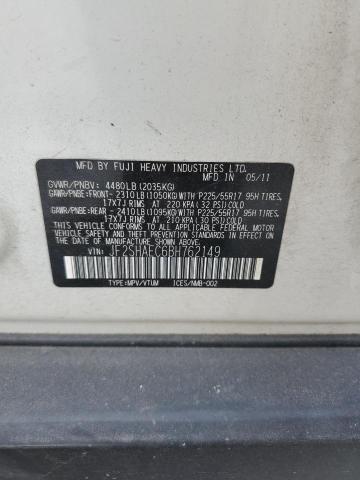 MFD BY FUJI HEAVY INDUSTRIES LTD.
IN 05/11
GVWR/PNBV: 4480LB (2035KG)
GAWR/PNBE:FRONT- 2310LB (1050KG) WITH P225/55R17 95H TIRES,
17X7J RIMS AT 220 KPA ( 32 PSI) COLD
GAWR/PNBE:REAR - 2410LB (1095KG) WITH P225/55R17 95H TIRES,
17X7J RIMS AT 210 KPA ( 30 PSI) COLD
THIS VEHICLE CONFORMS TO ALL APPLICABLE FEDERAL MOTOR
VEHICLE SAFETY AND BUMPER STANDARDS IN EFFECT ON THE
DATE OF MANUFACTURE SHOWN ABOVE.
VIN: JF2SHAEC6BH762149
TYPE:MPV/VTUM ICES/NMB-002